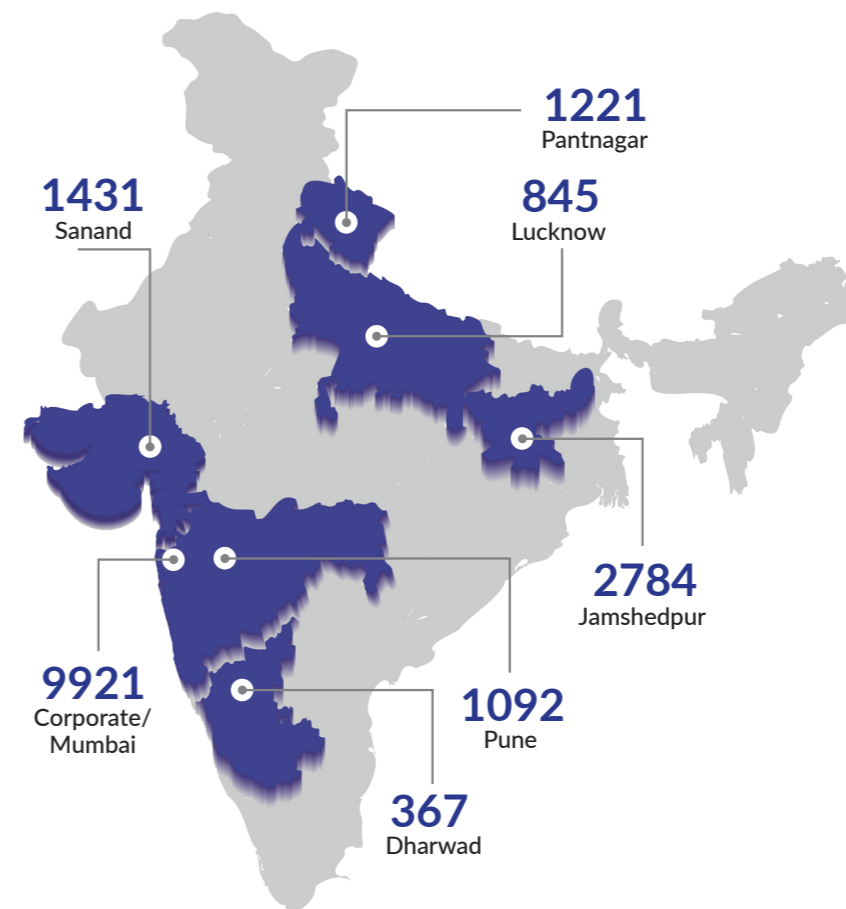 1221
Pantnagar
1431
Sanand
845
Lucknow
2784
Jamshedpur
9921
Corporate/
Mumbai
1092
Pune
367
Dharwad